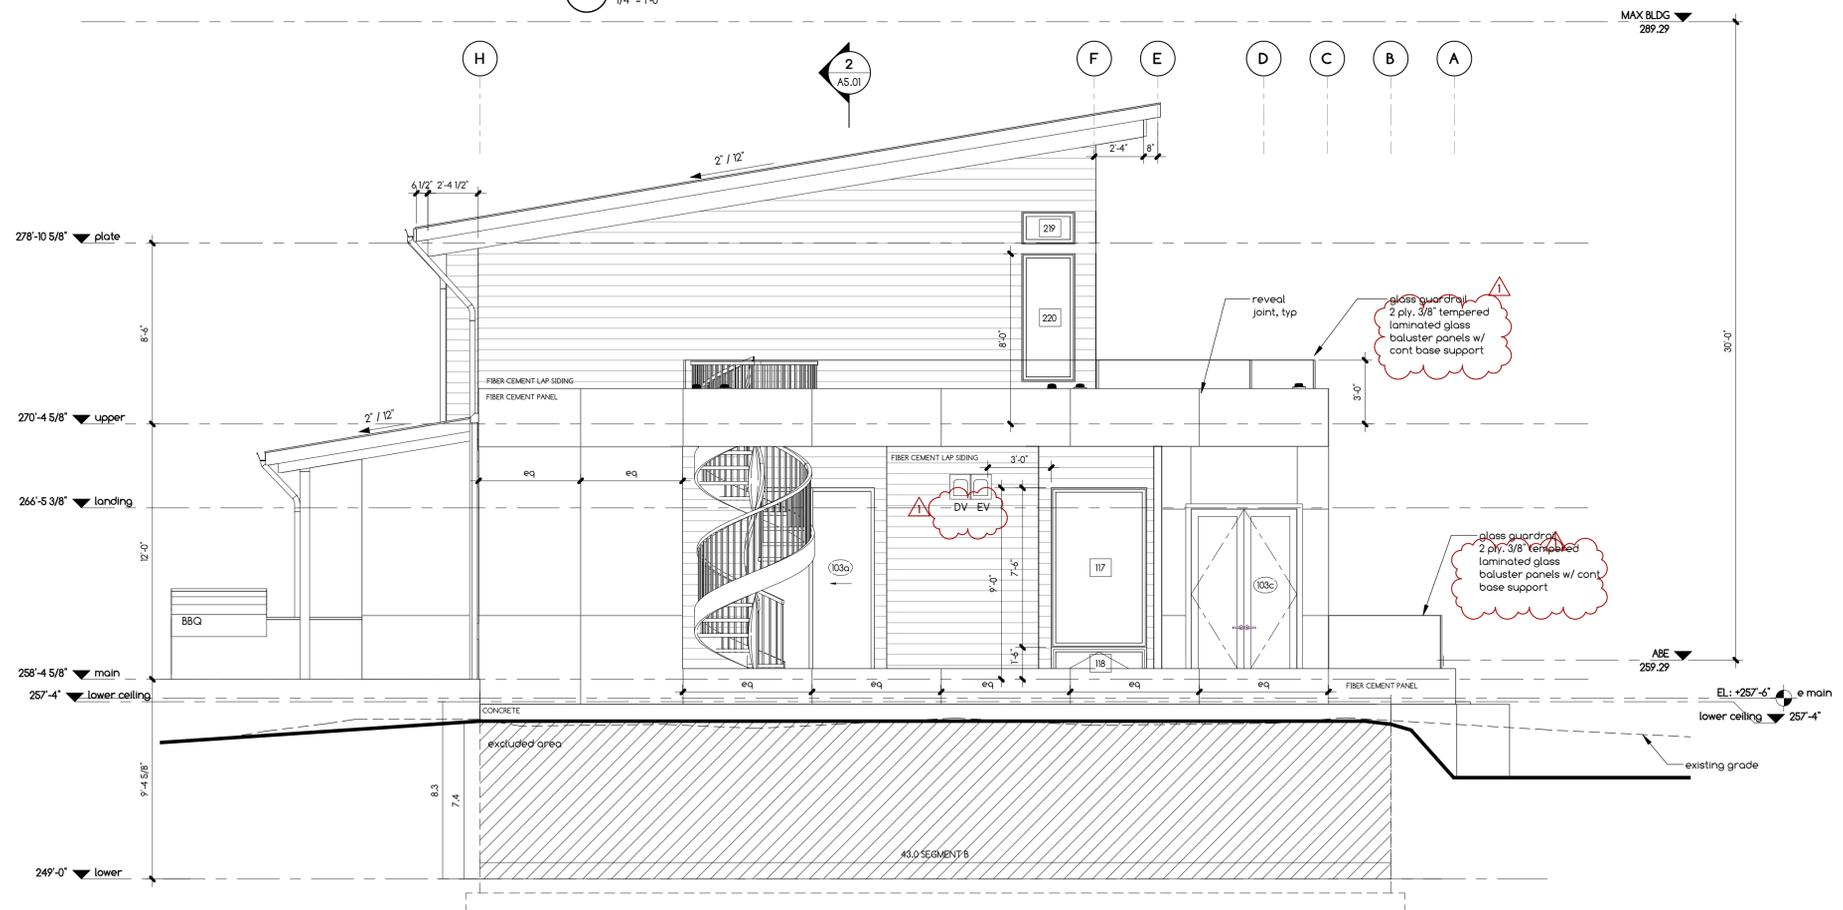 1/4" = 1'-0"
MAX BLDG
289.29
H
2
A5.01
F
E
D
C
B
A
2" / 12"
2'-4"
8"
6 1/2"
2'-4 1/2"
278'-10 5/8" plate
219
220
8'-0"
8'-6"
reveal
joint, typ
1
glass guardrail
2 ply. 3/8" tempered
laminated glass
baluster panels w/
cont base support
30'-0"
3'-0"
FIBER CEMENT LAP SIDING
FIBER CEMENT PANEL
270'-4 5/8" upper
2" / 12"
eq
eq
FIBER CEMENT LAP SIDING
3'-0"
266'-5 3/8" landing
1
DV EV
12'-0"
103a
9'-0"
7'-6"
117
103c
glass guardrail
2 ply. 3/8" tempered
laminated glass
baluster panels w/ cont
base support
BBQ
1'-6"
118
ABE
259.29
258'-4 5/8" main
eq
eq
eq
eq
eq
FIBER CEMENT PANEL
257'-4" lower ceiling
EL: +257'-6" e main
lower ceiling 257'-4"
CONCRETE
excluded area
existing grade
9'-4 5/8"
8.3
7.4
43.0 SEGMENT B
249'-0" lower